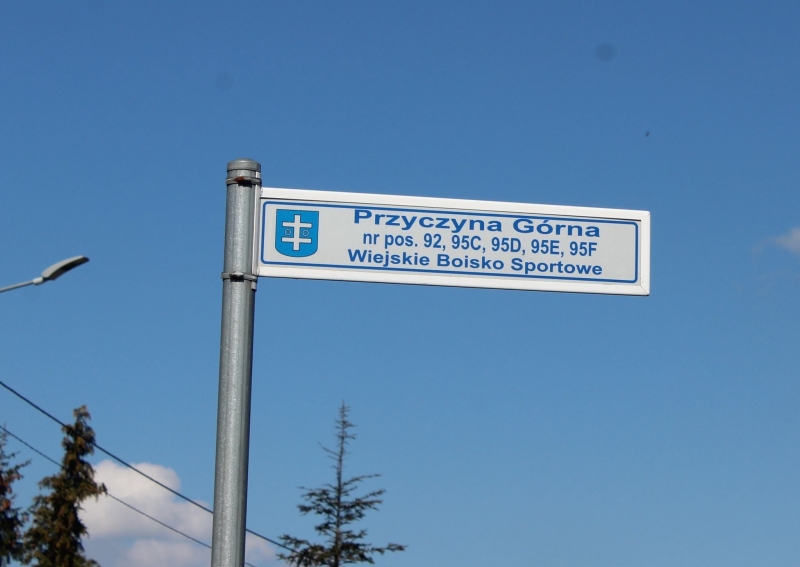 Przyczyna Górna
nr pos. 92, 95C, 95D, 95E, 95F
Wiejskie Boisko Sportowe